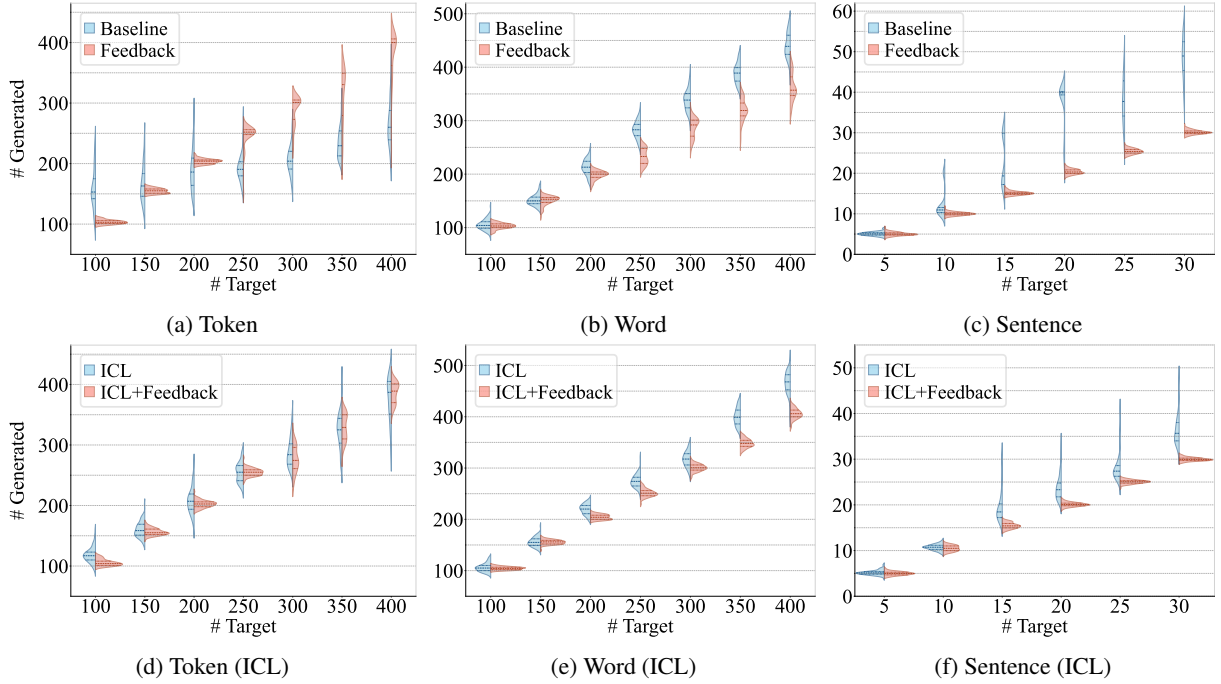 # Generated
400
300
200
100
Baseline
Feedback
100 150 200 250 300 350 400
# Target
(a) Token
500
400
300
200
100
Baseline
Feedback
100 150 200 250 300 350 400
# Target
(b) Word
60
50
40
30
20
10
0
Baseline
Feedback
5 10 15 20 25 30
# Target
(c) Sentence
# Generated
400
300
200
100
ICL
ICL+Feedback
100 150 200 250 300 350 400
# Target
(d) Token (ICL)
500
400
300
200
100
ICL
ICL+Feedback
100 150 200 250 300 350 400
# Target
(e) Word (ICL)
50
40
30
20
10
0
ICL
ICL+Feedback
5 10 15 20 25 30
# Target
(f) Sentence (ICL)